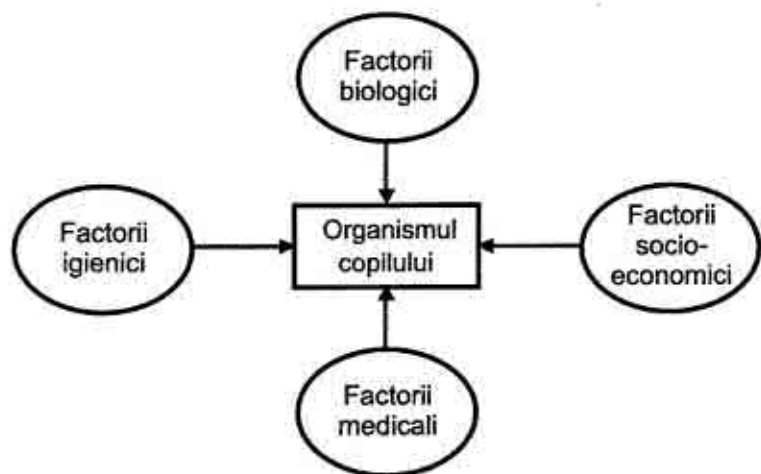 Factorii
biologici
Factorii
igienici
Organismul
copilului
Factorii
socio-
economici
Factorii
medicali